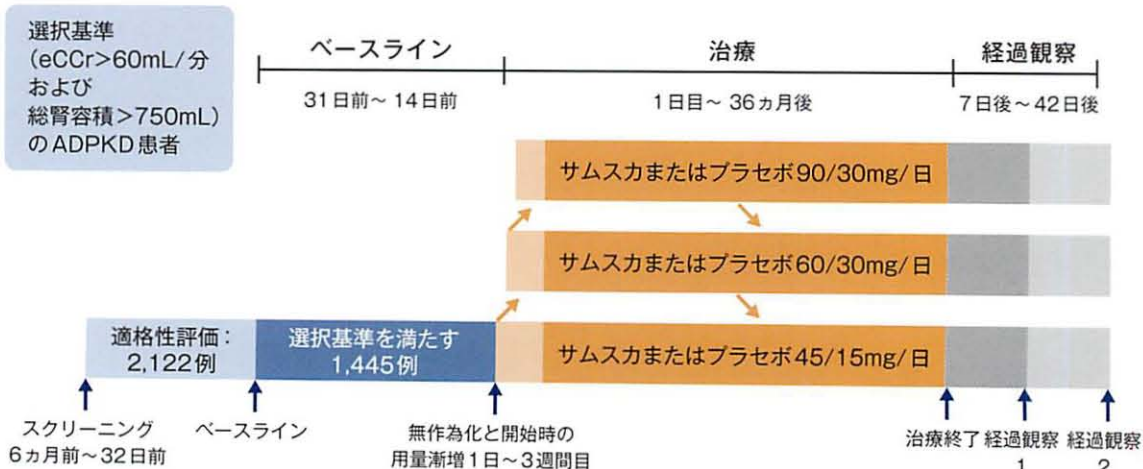 選択基準
(eCCr>60mL/分
および
総腎容積>750mL)
のADPKD患者
ベースライン
治療
経過観察
31日前～14日前
1日目～36ヵ月後
7日後～42日後
サムスカまたはプラセボ90/30mg/日
サムスカまたはプラセボ60/30mg/日
適格性評価：
2,122例
選択基準を満たす
1,445例
サムスカまたはプラセボ45/15mg/日
スクリーニング
6ヵ月前～32日前
ベースライン
無作為化と開始時の
用量漸増1日～3週間目
治療終了
経過観察
1
経過観察
2